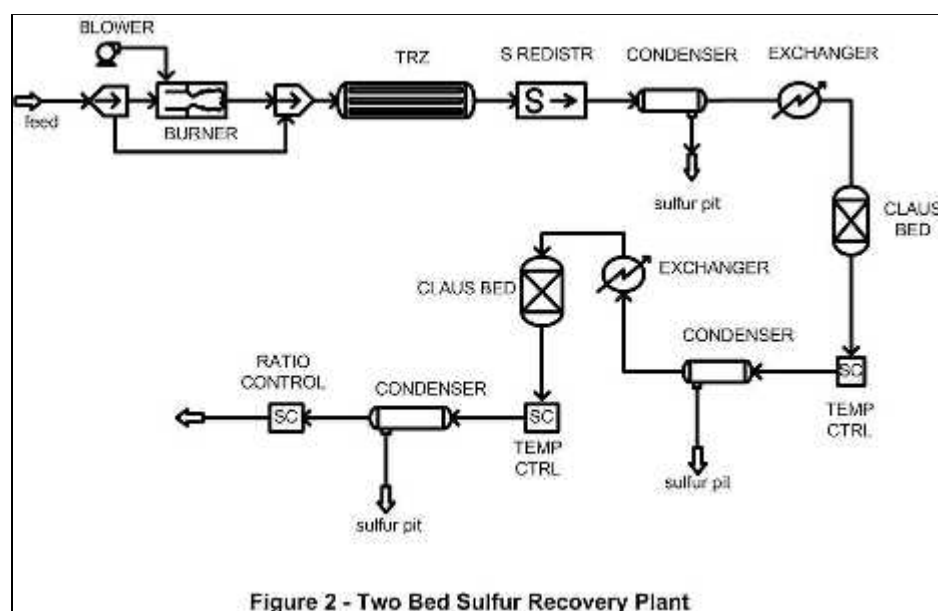 BLOWER
TRZ
S REDISTR
CONDENSER
EXCHANGER
feed
BURNER
S
sulfur pit
CLAUS
BED
CLAUS BED
EXCHANGER
CONDENSER
RATIO
CONTROL
CONDENSER
SC
SC
SC
TEMP
CTRL
TEMP
CTRL
sulfur pit
sulfur pit
Figure 2 - Two Bed Sulfur Recovery Plant